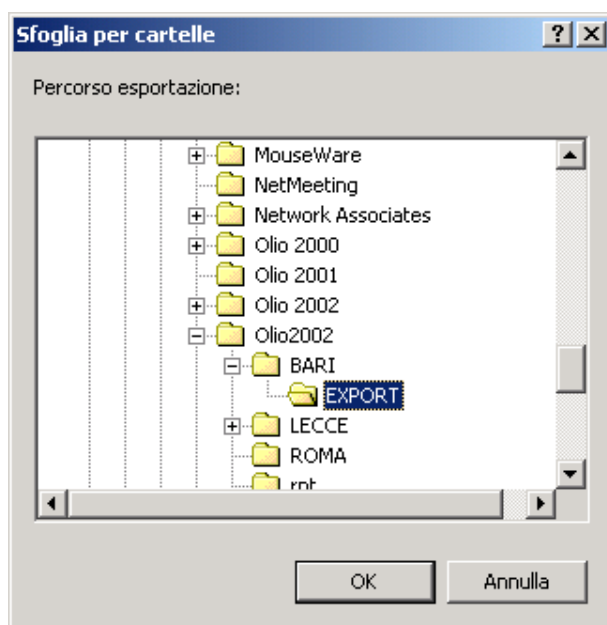 Sfoglia per cartelle
Percorso esportazione:
MouseWare
NetMeeting
Network Associates
Olio 2000
Olio 2001
Olio 2002
Olio2002
BARI
EXPORT
LECCE
ROMA
rpt
OK Annulla